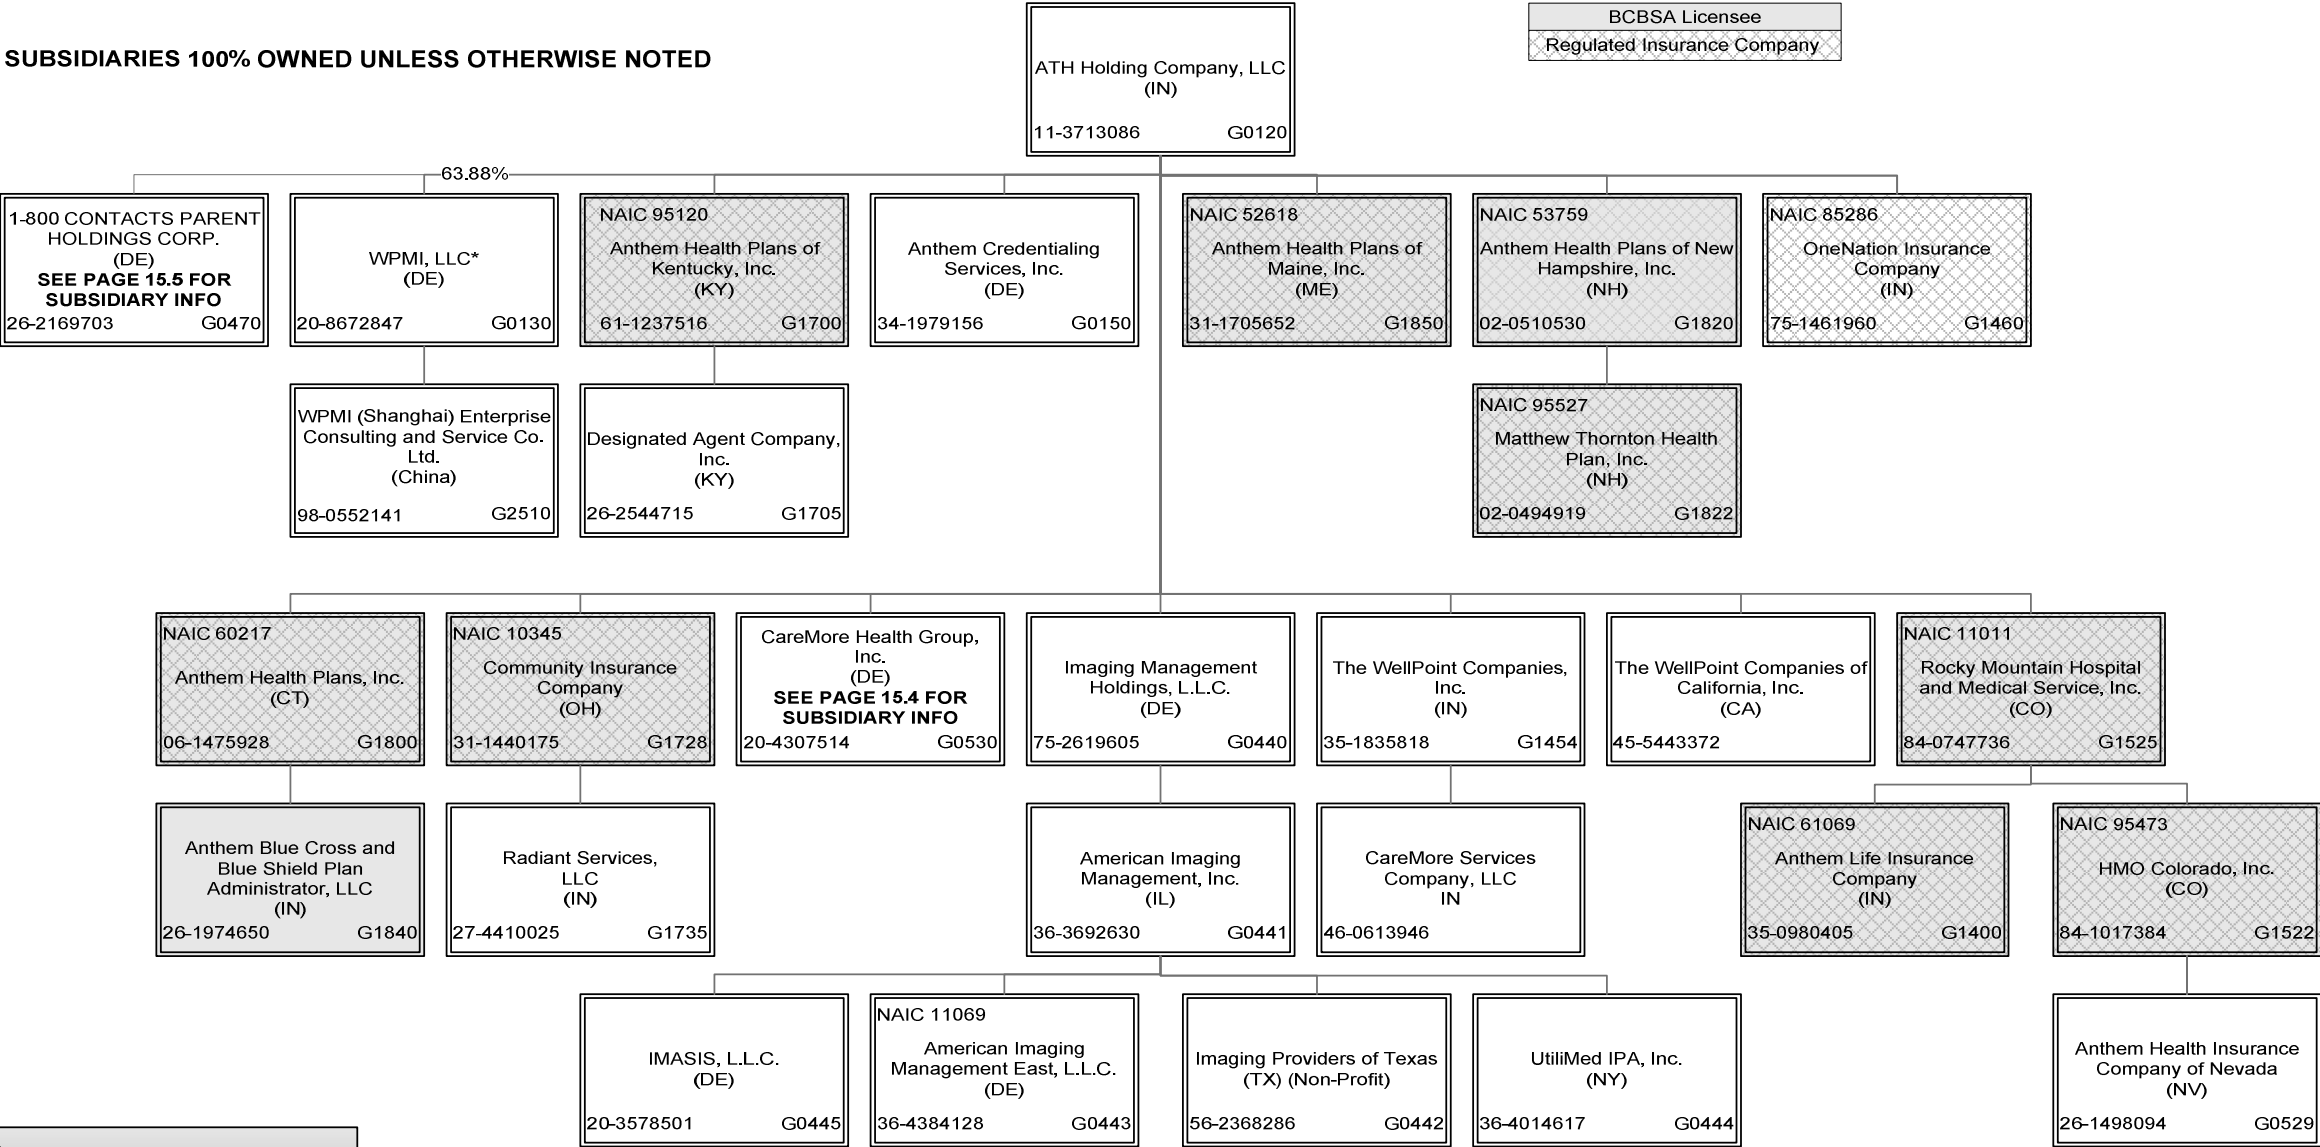 BCBSA Licensee
Regulated Insurance Company
SUBSIDIARIES 100% OWNED UNLESS OTHERWISE NOTED
ATH Holding Company, LLC
(IN)
11-3713086 G0120
63.88%
1-800 CONTACTS PARENT
HOLDINGS CORP.
(DE)
SEE PAGE 15.5 FOR
SUBSIDIARY INFO
26-2169703 G0470
WPMI, LLC*
(DE)
20-8672847 G0130
NAIC 95120
Anthem Health Plans of
Kentucky, Inc.
(KY)
61-1237516 G1700
Anthem Credentialing
Services, Inc.
(DE)
34-1979156 G0150
NAIC 52618
Anthem Health Plans of
Maine, Inc.
(ME)
31-1705652 G1850
NAIC 53759
Anthem Health Plans of New
Hampshire, Inc.
(NH)
02-0510530 G1820
NAIC 85286
OneNation Insurance
Company
(IN)
75-1461960 G1460
WPMI (Shanghai) Enterprise
Consulting and Service Co.
Ltd.
(China)
98-0552141 G2510
Designated Agent Company,
Inc.
(KY)
26-2544715 G1705
NAIC 95527
Matthew Thornton Health
Plan, Inc.
(NH)
02-0494919 G1822
NAIC 60217
Anthem Health Plans, Inc.
(CT)
06-1475928 G1800
NAIC 10345
Community Insurance
Company
(OH)
31-1440175 G1728
CareMore Health Group,
Inc.
(DE)
SEE PAGE 15.4 FOR
SUBSIDIARY INFO
20-4307514 G0530
Imaging Management
Holdings, L.L.C.
(DE)
75-2619605 G0440
The WellPoint Companies,
Inc.
(IN)
35-1835818 G1454
The WellPoint Companies of
California, Inc.
(CA)
45-5443372
NAIC 11011
Rocky Mountain Hospital
and Medical Service, Inc.
(CO)
84-0747736 G1525
Anthem Blue Cross and
Blue Shield Plan
Administrator, LLC
(IN)
26-1974650 G1840
Radiant Services,
LLC
(IN)
27-4410025 G1735
American Imaging
Management, Inc.
(IL)
36-3692630 G0441
CareMore Services
Company, LLC
IN
46-0613946
NAIC 61069
Anthem Life Insurance
Company
(IN)
35-0980405 G1400
NAIC 95473
HMO Colorado, Inc.
(CO)
84-1017384 G1522
IMASIS, L.L.C.
(DE)
20-3578501 G0445
NAIC 11069
American Imaging
Management East, L.L.C.
(DE)
36-4384128 G0443
Imaging Providers of Texas
(TX) (Non-Profit)
56-2368286 G0442
UtiliMed IPA, Inc.
(NY)
36-4014617 G0444
Anthem Health Insurance
Company of Nevada
(NV)
26-1498094 G0529